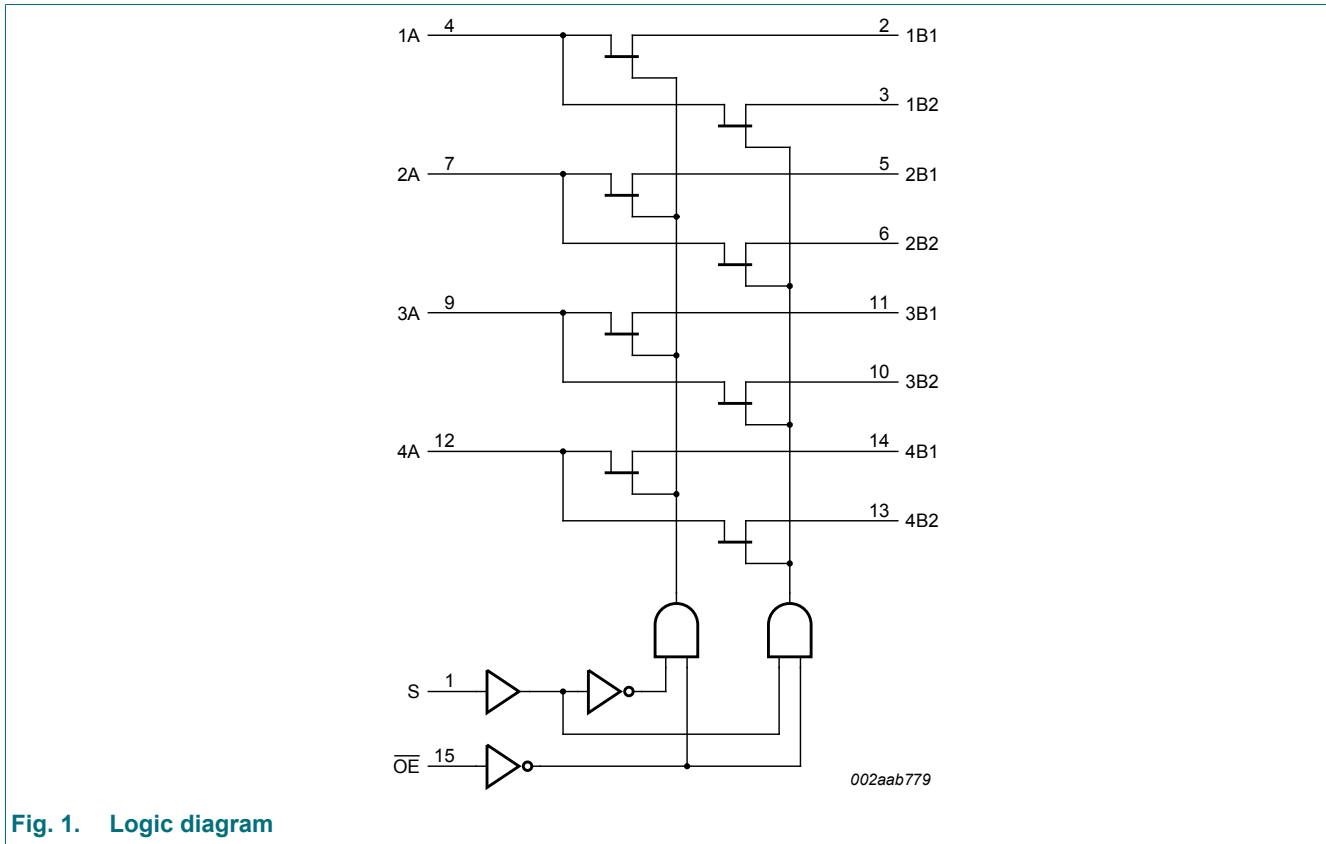 1A 4 2 1B1
3 1B2
2A 7 5 2B1
6 2B2
3A 9 11 3B1
10 3B2
4A 12 14 4B1
13 4B2
S 1
OE 15
002aab779
Fig. 1. Logic diagram